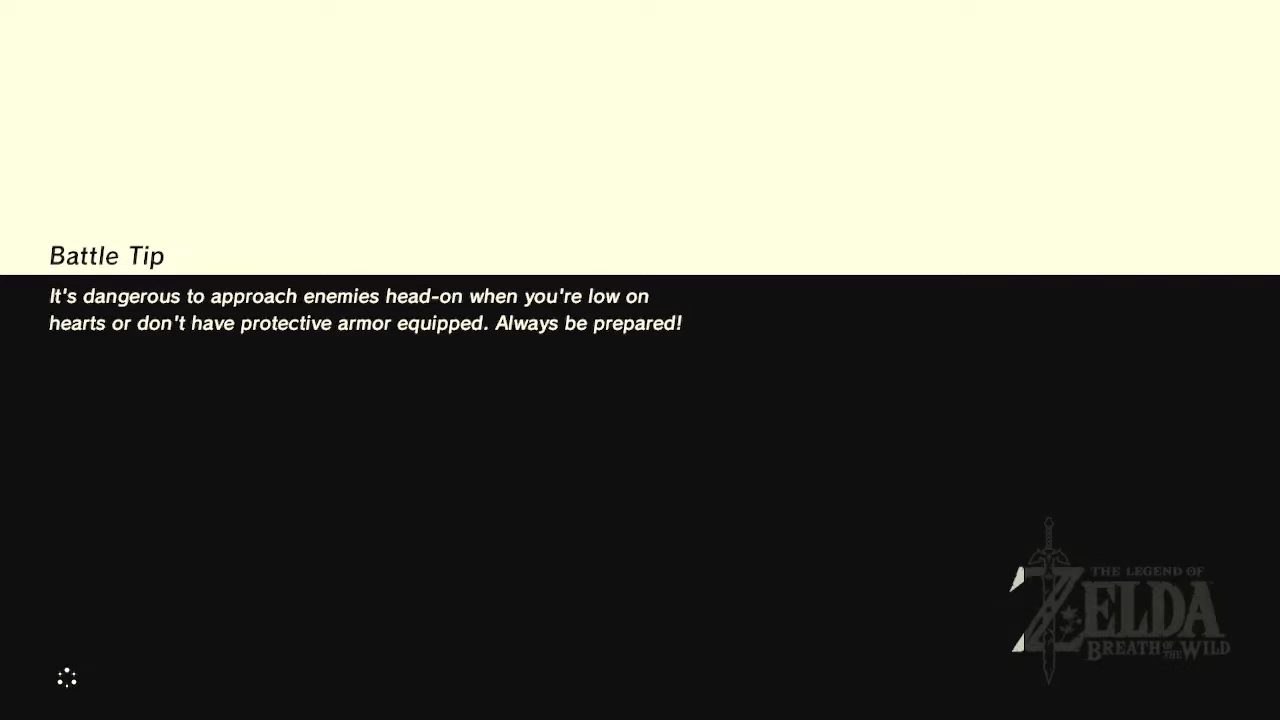 Battle Tip
It's dangerous to approach enemies head-on when you're low on
hearts or don't have protective armor equipped. Always be prepared!
THE LEGEND OF
ZELDA
BREATH OF THE WILD